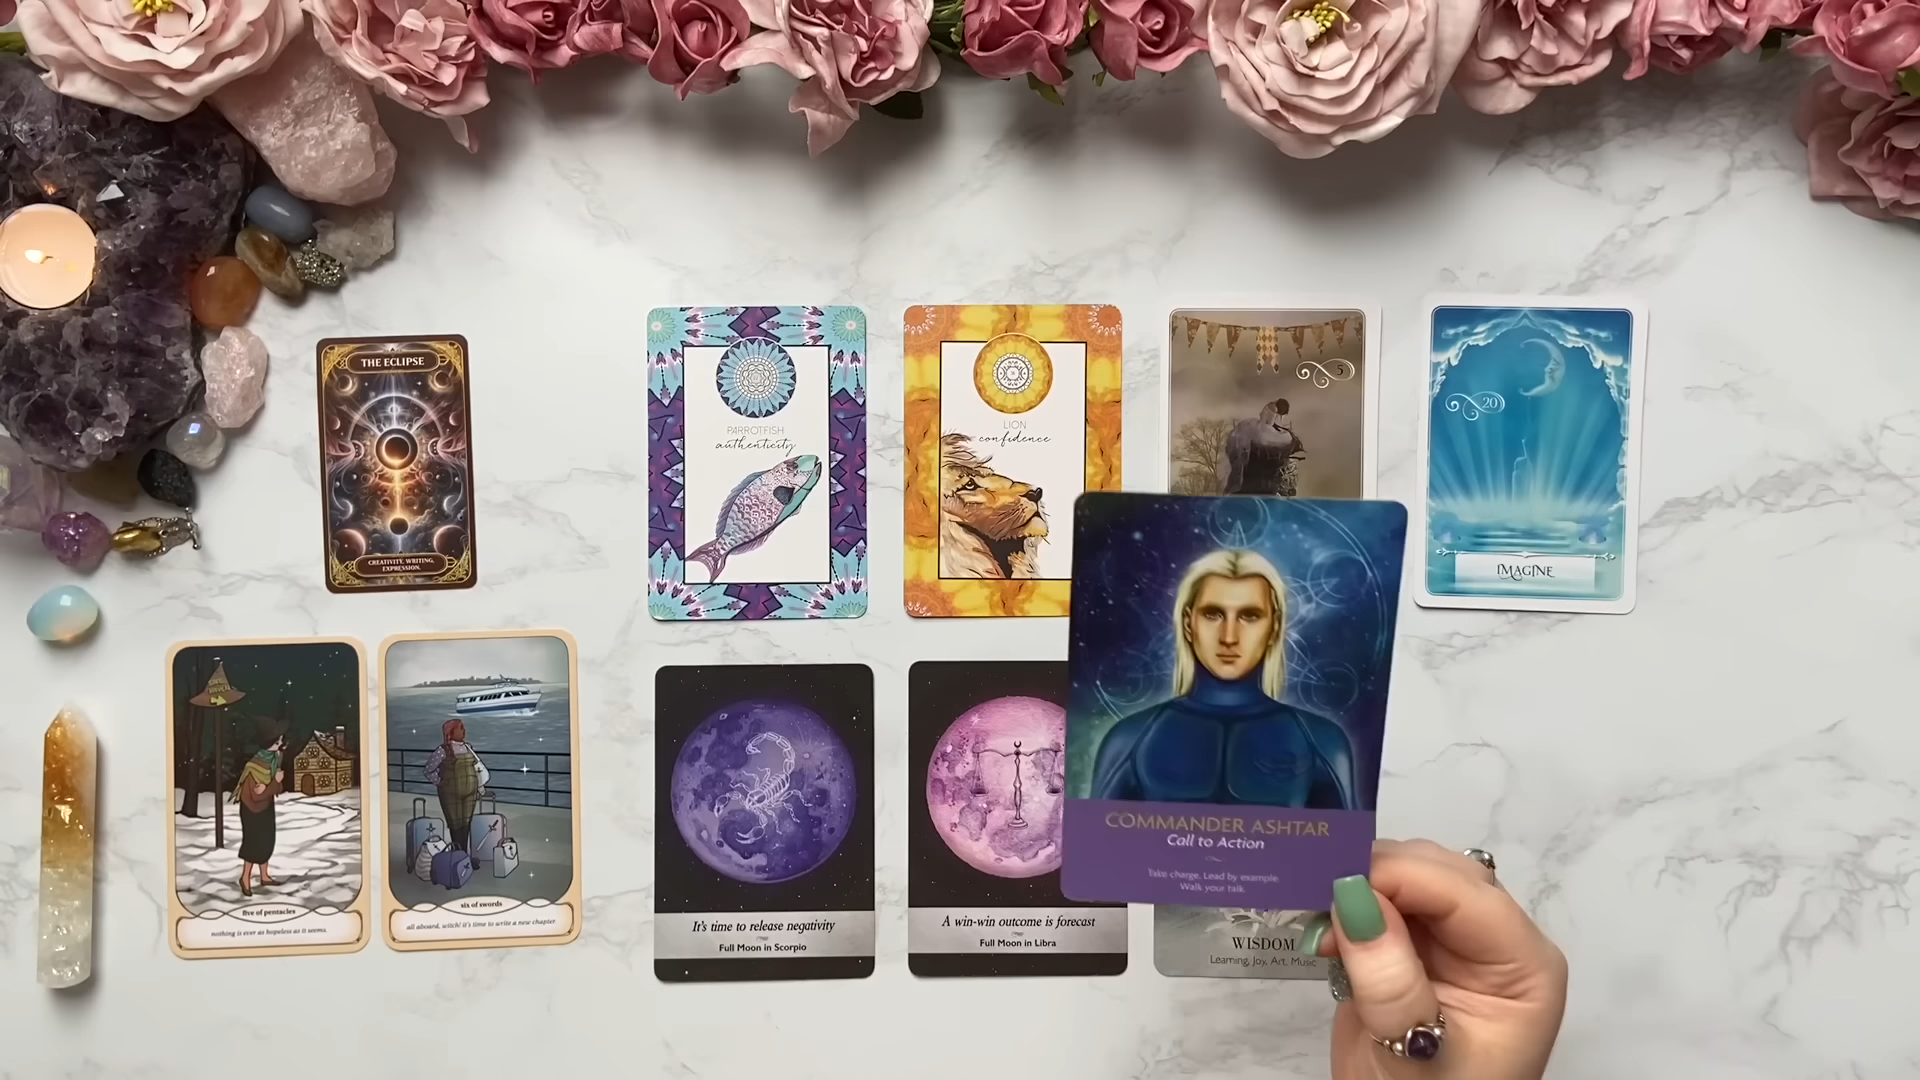 THE ECLIPSE
CREATIVITY, WRITING,
EXPRESSION.
PARROTFISH
authenticity
LION
confidence
5
20
IMAGINE
five of pentacles
nothing is ever as hopeless as it seems.
six of swords
all aboard, witch! it's time to write a new chapter
It's time to release negativity
Full Moon in Scorpio
A win-win outcome is forecast
Full Moon in Libra
COMMANDER ASHTAR
Call to Action
Take charge. Lead by example.
Walk your talk.
WISDOM
Learning, Joy, Art, Music